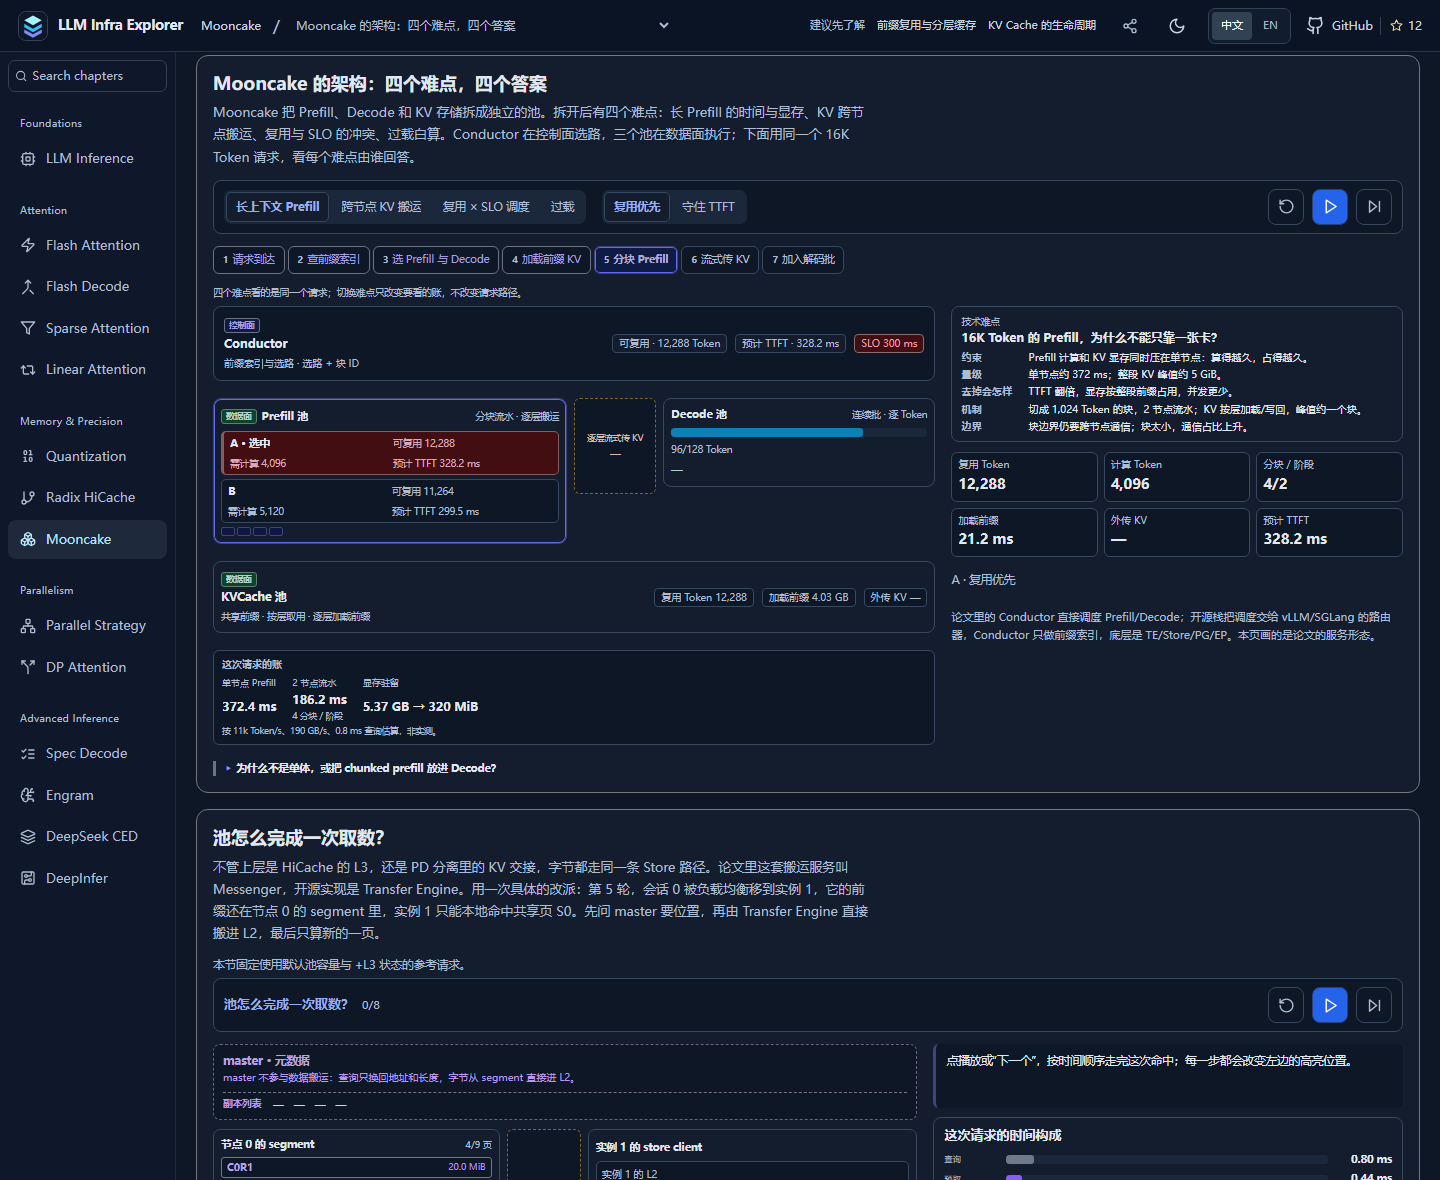 LLM Infra Explorer
Mooncake / Mooncake 的架构：四个难点，四个答案
建议先了解 前缀复用与分层缓存 KV Cache 的生命周期
中文 EN
GitHub
12
Search chapters
Foundations
LLM Inference
Attention
Flash Attention
Flash Decode
Sparse Attention
Linear Attention
Memory & Precision
Quantization
Radix HiCache
Mooncake
Parallelism
Parallel Strategy
DP Attention
Advanced Inference
Spec Decode
Engram
DeepSeek CED
DeepInfer
Mooncake 的架构：四个难点，四个答案
Mooncake 把 Prefill、Decode 和 KV 存储拆成独立的池。拆开后有四个难点：长 Prefill 的时间与显存、KV 跨节
点搬运、复用与 SLO 的冲突、过载白算。Conductor 在控制面选路，三个池在数据面执行；下面用同一个 16K
Token 请求，看每个难点由谁回答。
长上下文 Prefill 跨节点 KV 搬运 复用 × SLO 调度 过载 复用优先 守住 TTFT
1 请求到达 2 查前缀索引 3 选 Prefill 与 Decode 4 加载前缀 KV 5 分块 Prefill 6 流式传 KV 7 加入解码批
四个难点看的是同一个请求；切换难点只改变要看的账，不改变请求路径。
控制面
Conductor
前缀索引与选路 · 选路 + 块 ID
可复用 · 12,288 Token 预计 TTFT · 328.2 ms SLO 300 ms
数据面 Prefill 池 分块流水 · 逐层搬运
A • 选中 可复用 12,288
需计算 4,096 预计 TTFT 328.2 ms
B 可复用 11,264
需计算 5,120 预计 TTFT 299.5 ms
逐层流式传 KV
—
Decode 池 连续批 · 逐 Token
96/128 Token
—
数据面
KVCache 池
共享前缀 · 按层取用 · 逐层加载前缀
复用 Token 12,288 加载前缀 4.03 GB 外传 KV —
这次请求的账
单节点 Prefill
372.4 ms
2 节点流水
186.2 ms
4 分块 / 阶段
显存驻留
5.37 GB → 320 MiB
按 11k Token/s、190 GB/s、0.8 ms 查询估算，非实测。
为什么不是单体，或把 chunked prefill 放进 Decode?
技术难点
16K Token 的 Prefill，为什么不能只靠一张卡?
约束 Prefill 计算和 KV 显存同时压在单节点：算得越久，占得越久。
量级 单节点约 372 ms；整段 KV 峰值约 5 GiB。
去掉会怎样 TTFT 翻倍，显存按整段前缀占用，并发更少。
机制 切成 1,024 Token 的块，2 节点流水；KV 按层加载/写回，峰值约一个块。
边界 块边界仍要跨节点通信；块太小，通信占比上升。
复用 Token
12,288
计算 Token
4,096
分块 / 阶段
4/2
加载前缀
21.2 ms
外传 KV
—
预计 TTFT
328.2 ms
A · 复用优先
论文里的 Conductor 直接调度 Prefill/Decode；开源栈把调度交给 vLLM/SGLang 的路由
器，Conductor 只做前缀索引，底层是 TE/Store/PG/EP。本页画的是论文的服务形态。
池怎么完成一次取数?
不管上层是 HiCache 的 L3，还是 PD 分离里的 KV 交接，字节都走同一条 Store 路径。论文里这套搬运服务叫
Messenger，开源实现是 Transfer Engine。用一次具体的改派：第 5 轮，会话 0 被负载均衡移到实例 1，它的前
缀还在节点 0 的 segment 里，实例 1 只能本地命中共享页 S0。先问 master 要位置，再由 Transfer Engine 直接
搬进 L2，最后只算新的一页。
本节固定使用默认池容量与 +L3 状态的参考请求。
池怎么完成一次取数? 0/8
master • 元数据
master 不参与数据搬运：查询只换回地址和长度，字节从 segment 直接进 L2。
副本列表 — — — —
节点 0 的 segment 4/9 页
C0R1 20.0 MiB
实例 1 的 store client
实例 1 的 L2
点播放或“下一个”，按时间顺序走完这次命中；每一步都会改变左边的高亮位置。
这次请求的时间构成
查询 0.80 ms
预取 0.44 ms